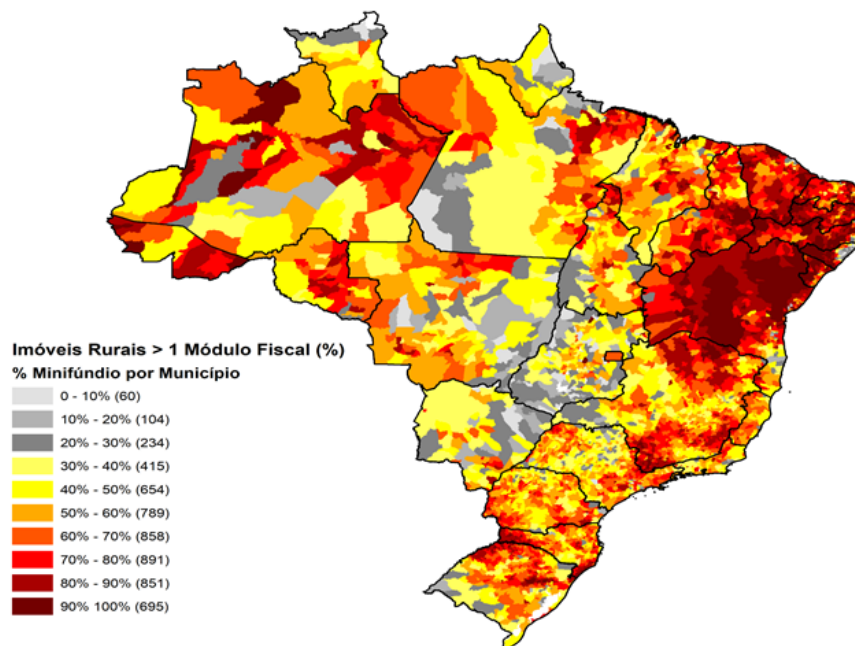 Imóveis Rurais > 1 Módulo Fiscal (%)
% Minifúndio por Município
0 - 10% (60)
10% - 20% (104)
20% - 30% (234)
30% - 40% (415)
40% - 50% (654)
50% - 60% (789)
60% - 70% (858)
70% - 80% (891)
80% - 90% (851)
90% 100% (695)